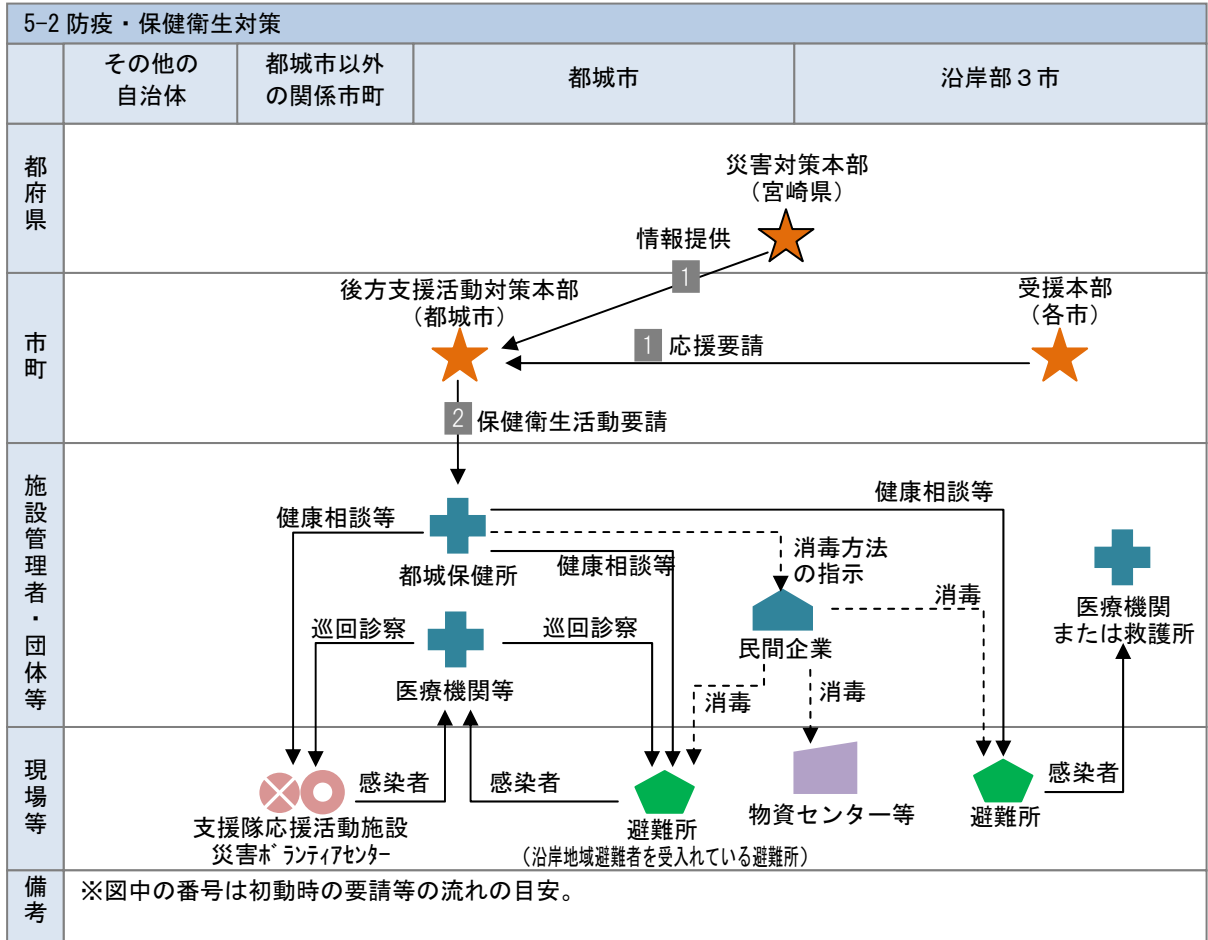 5-2 防疫・保健衛生対策
その他の
自治体
都城市以外
の関係市町
都城市
沿岸部３市
都府県
災害対策本部
（宮崎県）
情報提供
1
市町
後方支援活動対策本部
（都城市）
受援本部
（各市）
1 応援要請
2 保健衛生活動要請
施設管理者・団体等
健康相談等
健康相談等
都城保健所
健康相談等
消毒方法
の指示
消毒
医療機関
または救護所
巡回診察
巡回診察
民間企業
医療機関等
消毒
消毒
現場等
感染者
感染者
感染者
支援隊応援活動施設
災害ﾎﾞﾗﾝﾃｨｱｾﾝﾀｰ
避難所
（沿岸地域避難者を受入れている避難所）
物資センター等
避難所
備考
※図中の番号は初動時の要請等の流れの目安。